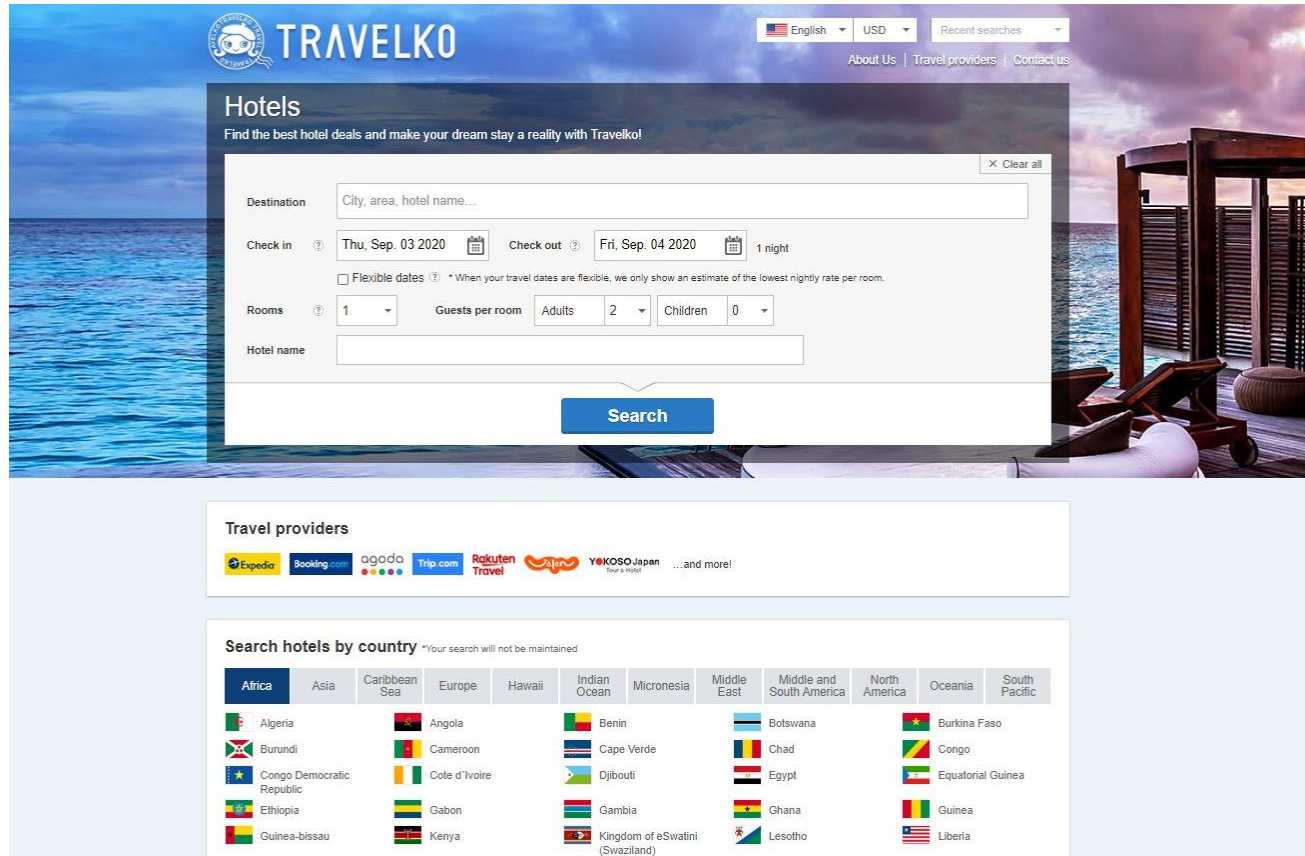 TRAVELKO
English
USD
Recent searches
About Us | Travel providers | Contact us
Hotels
Find the best hotel deals and make your dream stay a reality with Travelko!
× Clear all
Destination
City, area, hotel name...
Check in
Thu, Sep. 03 2020
Check out
Fri, Sep. 04 2020
1 night
Flexible dates
* When your travel dates are flexible, we only show an estimate of the lowest nightly rate per room.
Rooms
1
Guests per room
Adults
2
Children
0
Hotel name
Search
Travel providers
Expedia
Booking.com
agoda
Trip.com
Rakuten
Travel
Jalan
YOKOSO Japan
Tour & Hotel
...and more!
Search hotels by country *Your search will not be maintained
Africa
Asia
Caribbean
Sea
Europe
Hawaii
Indian
Ocean
Micronesia
Middle
East
Middle and
South America
North
America
Oceania
South
Pacific
Algeria
Angola
Benin
Botswana
Burkina Faso
Burundi
Cameroon
Cape Verde
Chad
Congo
Congo Democratic
Republic
Cote d'Ivoire
Djibouti
Egypt
Equatorial Guinea
Ethiopia
Gabon
Gambia
Ghana
Guinea
Guinea-bissau
Kenya
Kingdom of eSwatini
(Swaziland)
Lesotho
Liberia